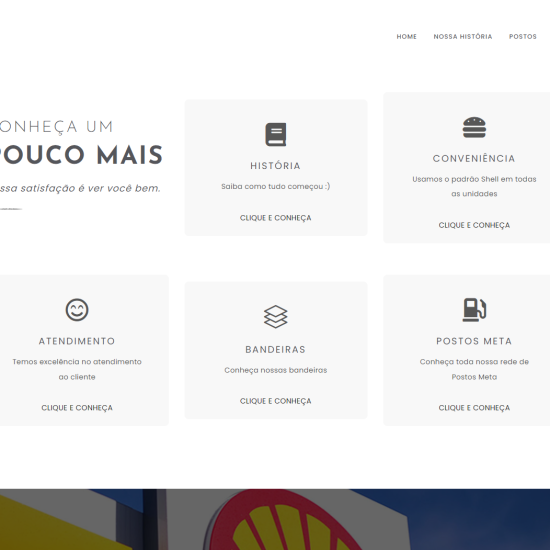 HOME NOSSA HISTÓRIA POSTOS
ONHEÇA UM
POUCO MAIS
ssa satisfação é ver você bem.
HISTÓRIA
Saiba como tudo começou :)
CLIQUE E CONHEÇA
CONVENIÊNCIA
Usamos o padrão Shell em todas
as unidades
CLIQUE E CONHEÇA
ATENDIMENTO
Temos excelência no atendimento
ao cliente
CLIQUE E CONHEÇA
BANDEIRAS
Conheça nossas bandeiras
CLIQUE E CONHEÇA
POSTOS META
Conheça toda nossa rede de
Postos Meta
CLIQUE E CONHEÇA